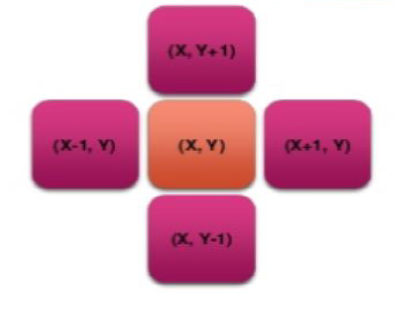 (X, Y+1)
(X-1, Y)
(X, Y)
(X+1, Y)
(X, Y-1)